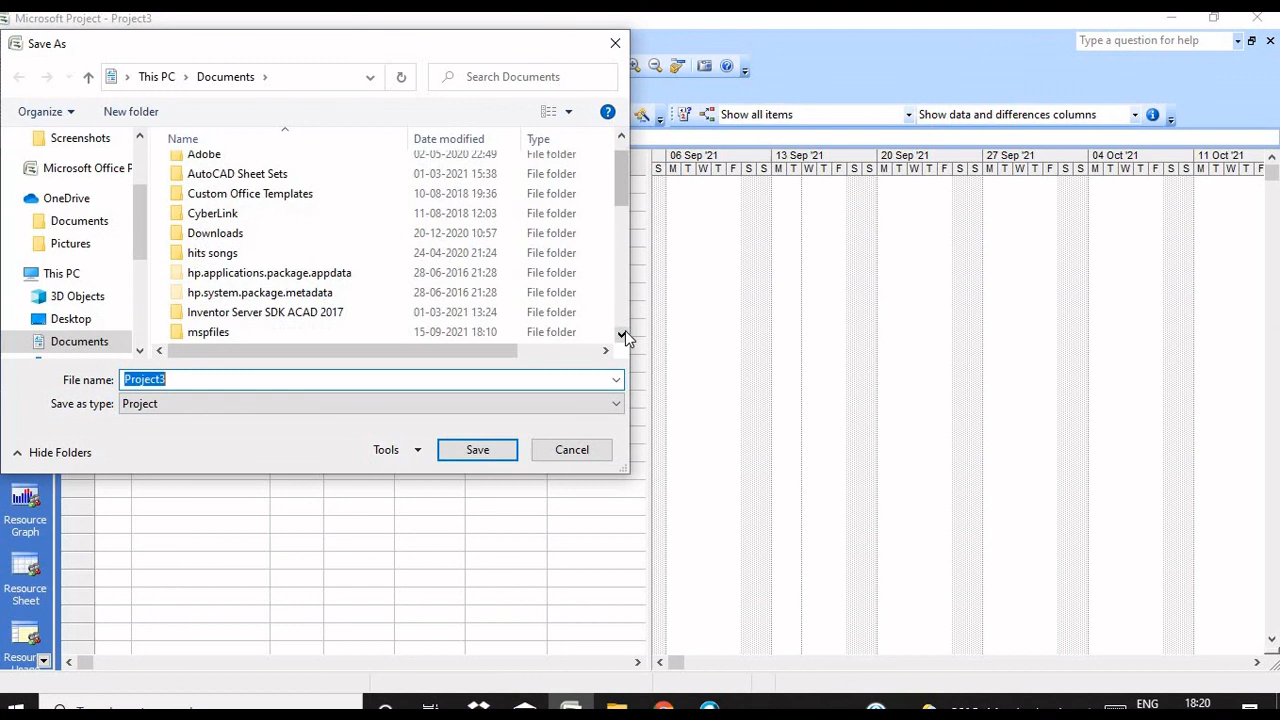 Microsoft Project - Project3
Save As
This PC > Documents >
Search Documents
Type a question for help
Organize
New folder
Show all items
Show data and differences columns
Name
Date modified
Type
Screenshots
Microsoft Office P
OneDrive
Documents
Pictures
This PC
3D Objects
Desktop
Documents
Adobe 02-05-2020 22:49 File folder
AutoCAD Sheet Sets 01-03-2021 15:38 File folder
Custom Office Templates 10-08-2018 19:36 File folder
CyberLink 11-08-2018 12:03 File folder
Downloads 20-12-2020 10:57 File folder
hits songs 24-04-2020 21:24 File folder
hp.applications.package.appdata 28-06-2016 21:28 File folder
hp.system.package.metadata 28-06-2016 21:28 File folder
Inventor Server SDK ACAD 2017 01-03-2021 13:24 File folder
mspfiles 15-09-2021 18:10 File folder
File name: Project3
Save as type: Project
Hide Folders
Tools
Save
Cancel
06 Sep '21 13 Sep '21 20 Sep '21 27 Sep '21 04 Oct '21 11 Oct '21
S M T W T F S S M T W T F S S M T W T F S S M T W T F S S M T W T F S S M T W T F
Resource
Graph
Resource
Sheet
ENG
18:20